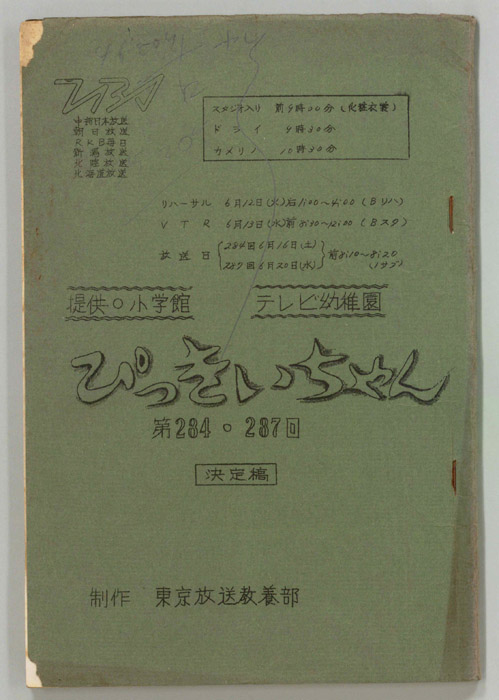 スタジオ入り 前9時00分(化粧衣裳)
ドライ 9時30分
カメリハ 10時30分
中部日本放送
朝日放送
RKB毎日
新潟放送
北陸放送
北海道放送
リハーサル 6月12日(火)后1:00~4:00(Bリハ)
VTR 6月13日(水)前8:30~12:00(Bスタ)
放送日
284回6月16日(土)
287回6月20日(水)
前8:10~8:20
提供○小学館 テレビ幼稚園
ぴっきいちゃん
第284・287回
決定稿
制作 東京放送教養部